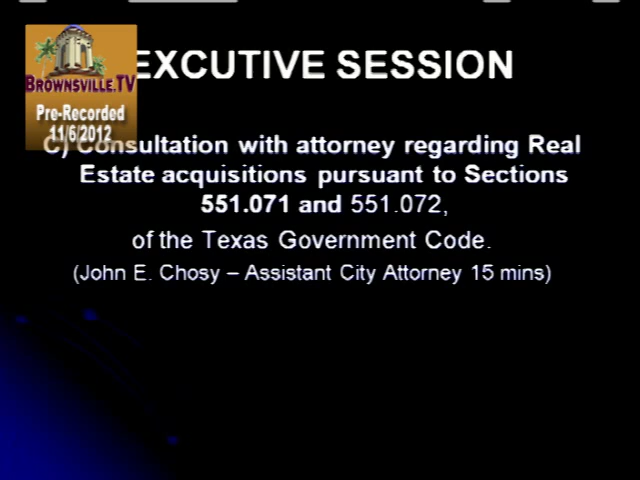 EXCUTIVE SESSION
BROWNSVILLE.TV
Pre-Recorded
11/6/2012
C) Consultation with attorney regarding Real
Estate acquisitions pursuant to Sections
551.071 and 551.072,
of the Texas Government Code.
(John E. Chosy – Assistant City Attorney 15 mins)